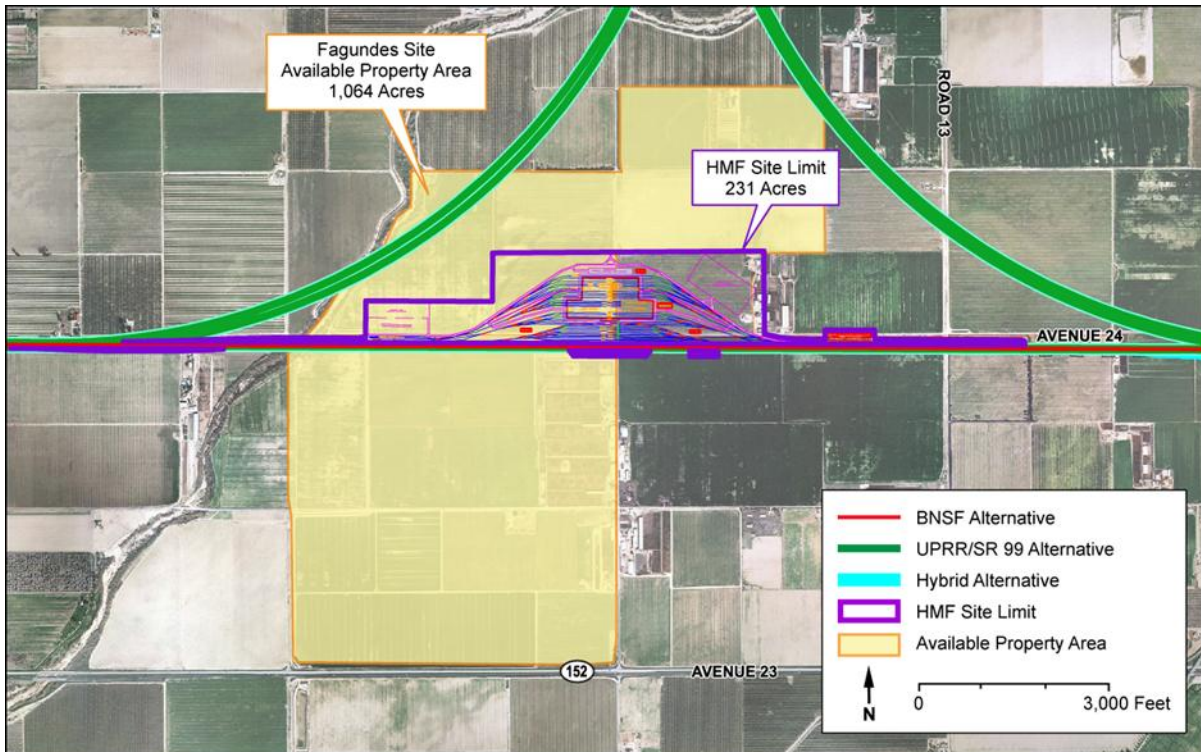 Fagundes Site
Available Property Area
1,064 Acres
ROAD 13
HMF Site Limit
231 Acres
AVENUE 24
BNSF Alternative
UPRR/SR 99 Alternative
Hybrid Alternative
HMF Site Limit
Available Property Area
152
AVENUE 23
N
0
3,000 Feet